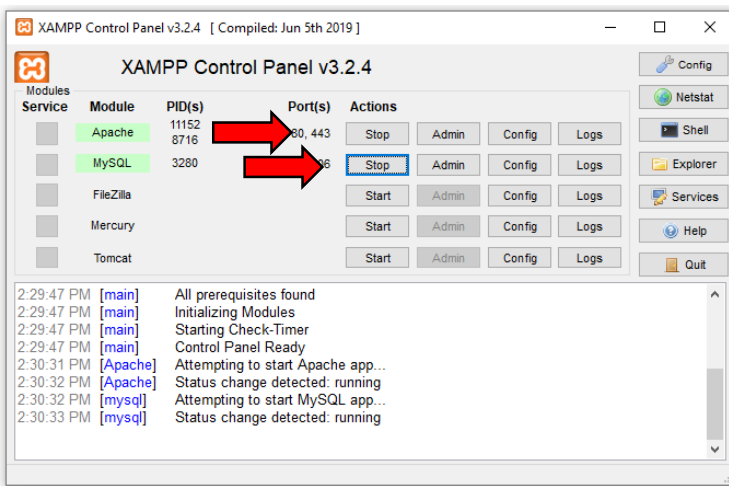 XAMPP Control Panel v3.2.4 [ Compiled: Jun 5th 2019 ]
XAMPP Control Panel v3.2.4
Config
Modules
Service Module PID(s) Port(s) Actions
Netstat
Apache 11152 8716 80, 443 Stop Admin Config Logs
Shell
MySQL 3280 Stop Admin Config Logs
Explorer
FileZilla Start Admin Config Logs
Services
Mercury Start Admin Config Logs
Help
Tomcat Start Admin Config Logs
Quit
2:29:47 PM [main] All prerequisites found
2:29:47 PM [main] Initializing Modules
2:29:47 PM [main] Starting Check-Timer
2:29:47 PM [main] Control Panel Ready
2:30:31 PM [Apache] Attempting to start Apache app...
2:30:32 PM [Apache] Status change detected: running
2:30:32 PM [mysql] Attempting to start MySQL app...
2:30:33 PM [mysql] Status change detected: running